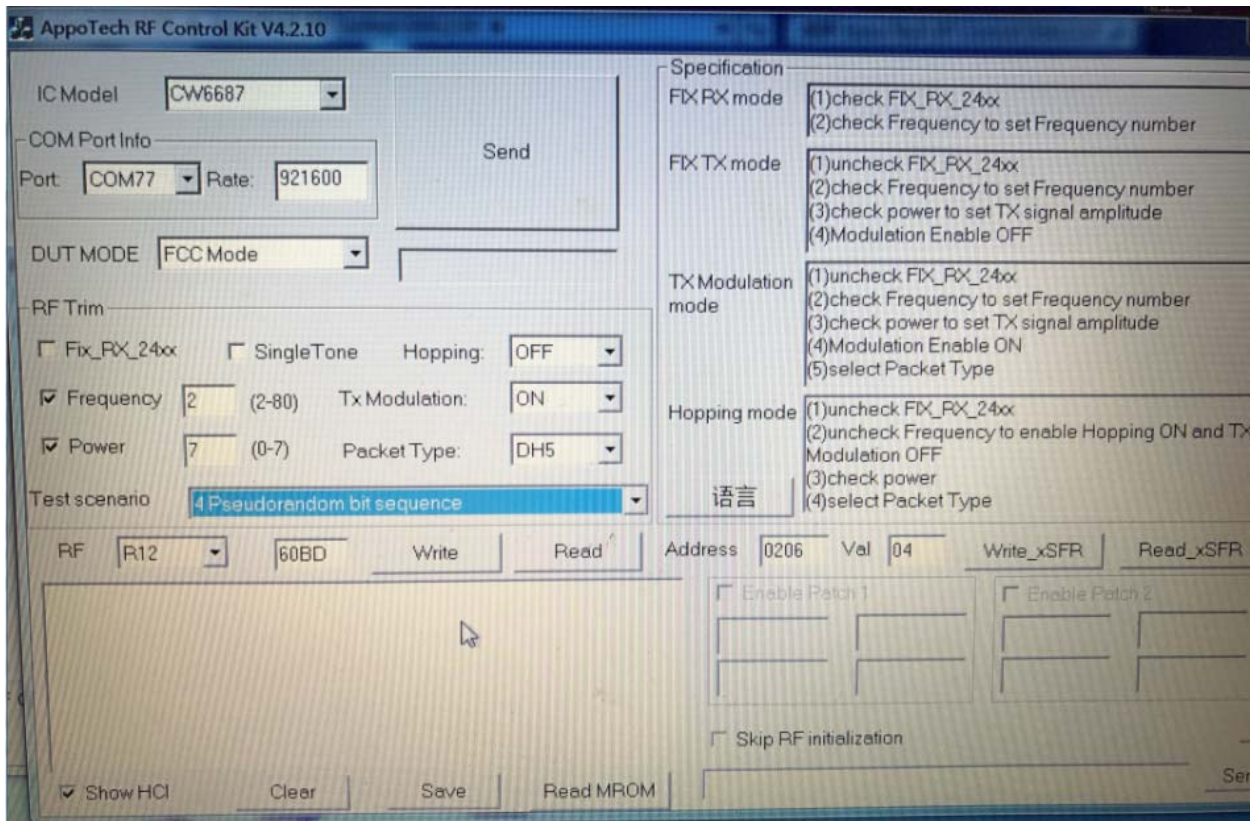 AppoTech RF Control Kit V4.2.10
IC Model CW6687
Send
COM Port Info
Port: COM77 Rate: 921600
DUT MODE FCC Mode
RF Trim
Fix_RX_24xx SingleTone Hopping: OFF
Frequency 2 (2-80) Tx Modulation: ON
Power 7 (0-7) Packet Type: DH5
Test scenario 4 Pseudorandom bit sequence
Specification
FIX RX mode (1)check FIX_RX_24xx
(2)check Frequency to set Frequency number
FIX TX mode (1)uncheck FIX_RX_24xx
(2)check Frequency to set Frequency number
(3)check power to set TX signal amplitude
(4)Modulation Enable OFF
TX Modulation mode (1)uncheck FIX_RX_24xx
(2)check Frequency to set Frequency number
(3)check power to set TX signal amplitude
(4)Modulation Enable ON
(5)select Packet Type
Hopping mode (1)uncheck FIX_RX_24xx
(2)uncheck Frequency to enable Hopping ON and TX
Modulation OFF
(3)check power
(4)select Packet Type
语言
RF R12 60BD Write Read Address 0206 Val 04 Write_xSFR Read_xSFR
Enable Patch 1 Enable Patch 2
Skip RF initialization
Show HCI Clear Save Read MROM